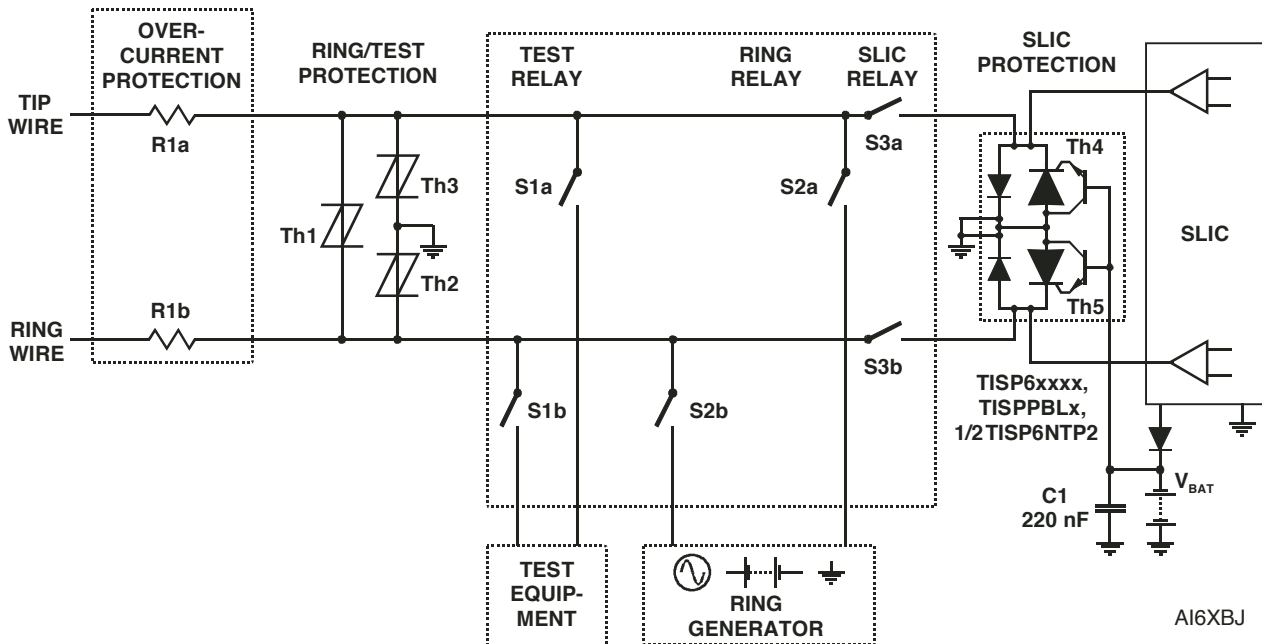 OVER-
CURRENT
PROTECTION
RING/TEST
PROTECTION
TEST
RELAY
RING
RELAY
SLIC
RELAY
SLIC
PROTECTION
TIP
WIRE
R1a
S3a
Th4
Th3
S1a
S2a
Th1
SLIC
Th2
R1b
Th5
RING
WIRE
S3b
S1b
S2b
TISP6xxxx,
TISPPBLx,
1/2 TISP6NTP2
C1
220 nF
VBAT
TEST
EQUIP-
MENT
RING
GENERATOR
AI6XBJ